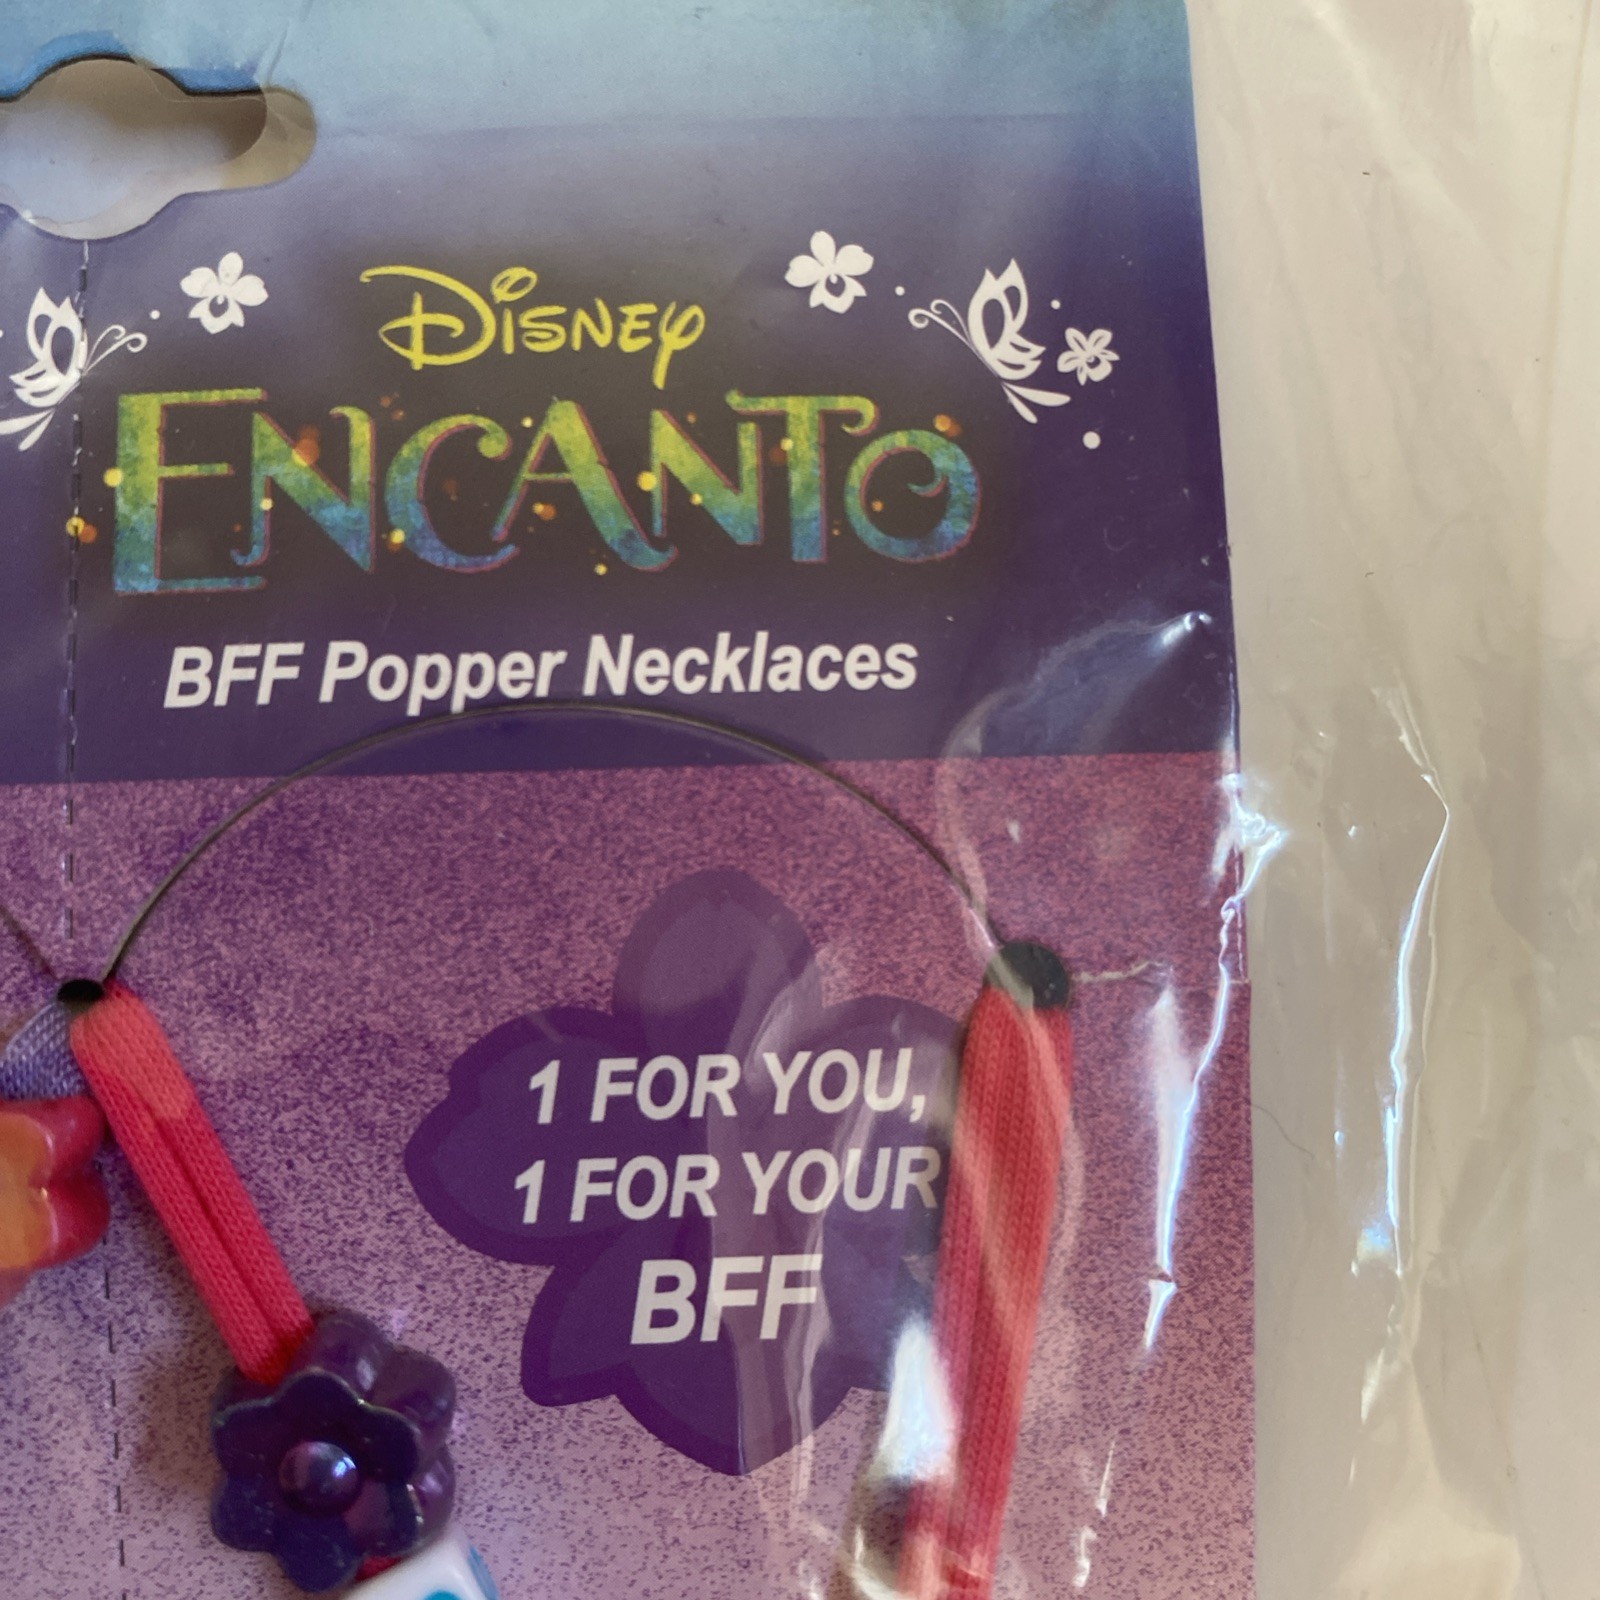 Disney
ENCANTO
BFF Popper Necklaces
1 FOR YOU,
1 FOR YOUR
BFF